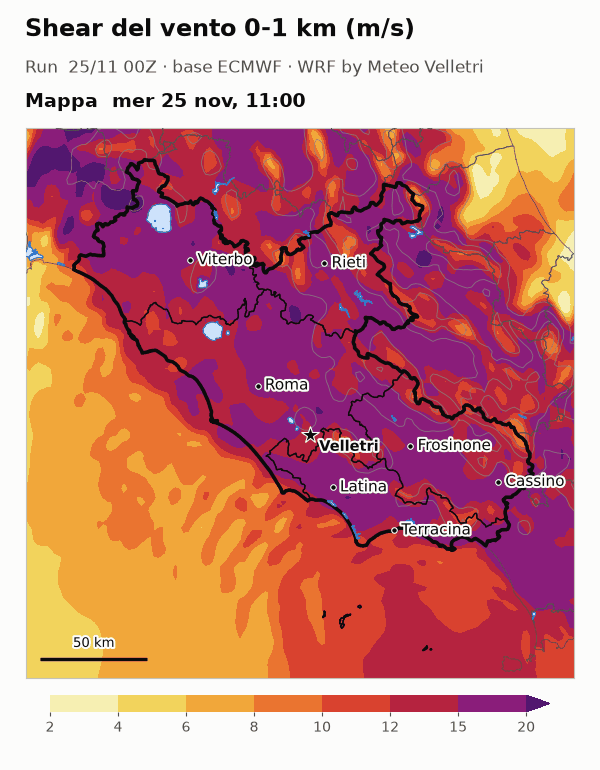 Shear del vento 0-1 km (m/s)
Run  25/11 00Z · base ECMWF · WRF by Meteo Velletri
Mappa  mer 25 nov, 11:00
Viterbo
Rieti
Roma
Velletri
Frosinone
Latina
Cassino
Terracina
50 km
2 4 6 8 10 12 15 20